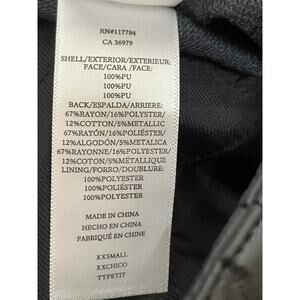 RN#117784
CA 36979
SHELL/EXTERIOR/EXTERIEUR:
FACE/CARA /FACE:
100%PU
100%PU
100%PU
BACK/ESPALDA/ARRIERE:
67%RAYON/16%POLYESTER/
12%COTTON/5%METALLIC
67%RAYÓN/16%POLIÉSTER/
12%ALGODÓN/5%METALICA
67%RAYONNE/16%POLYESTER/
12%COTON/5%MÉTALLIQUZ
LINING/FORRO/DOUBLURE:
100%POLYESTER
100%POLIÉSTER
100%POLYESTER
MADE IN CHINA
HECHO EN CHINA
FABRIQUÉ EN CHINE
XXSMALL
XXCHICO
TTPETIT